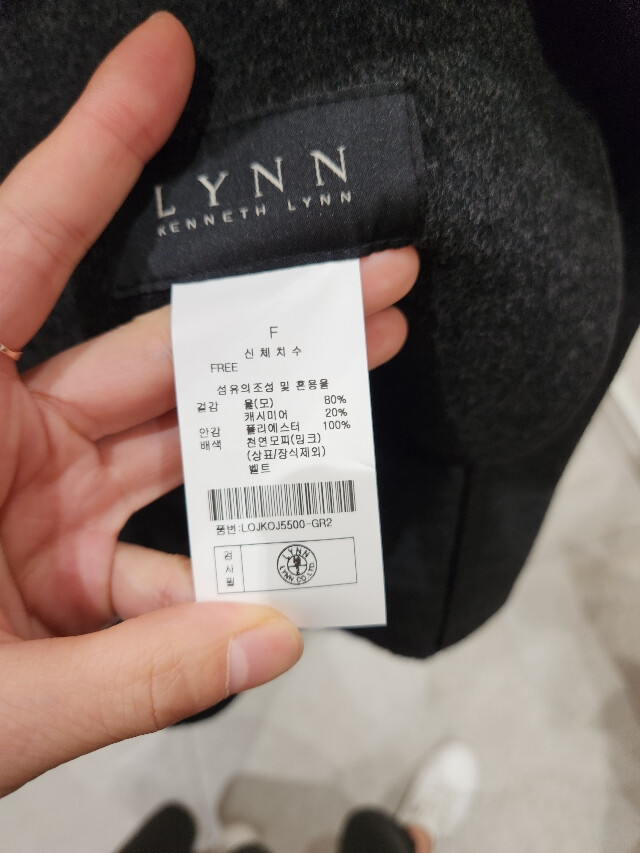 LYNN
KENNETH LYNN
F
신체치수
FREE
섬유의조성 및 혼용율
겉감 울(모) 80%
캐시미어 20%
안감 폴리에스터 100%
배색 천연모피(밍크)
(상표/장식제외)
벨트
품번:LOJKOJ5500-GR2
검사필
LYNN
LYNN CO.LTD